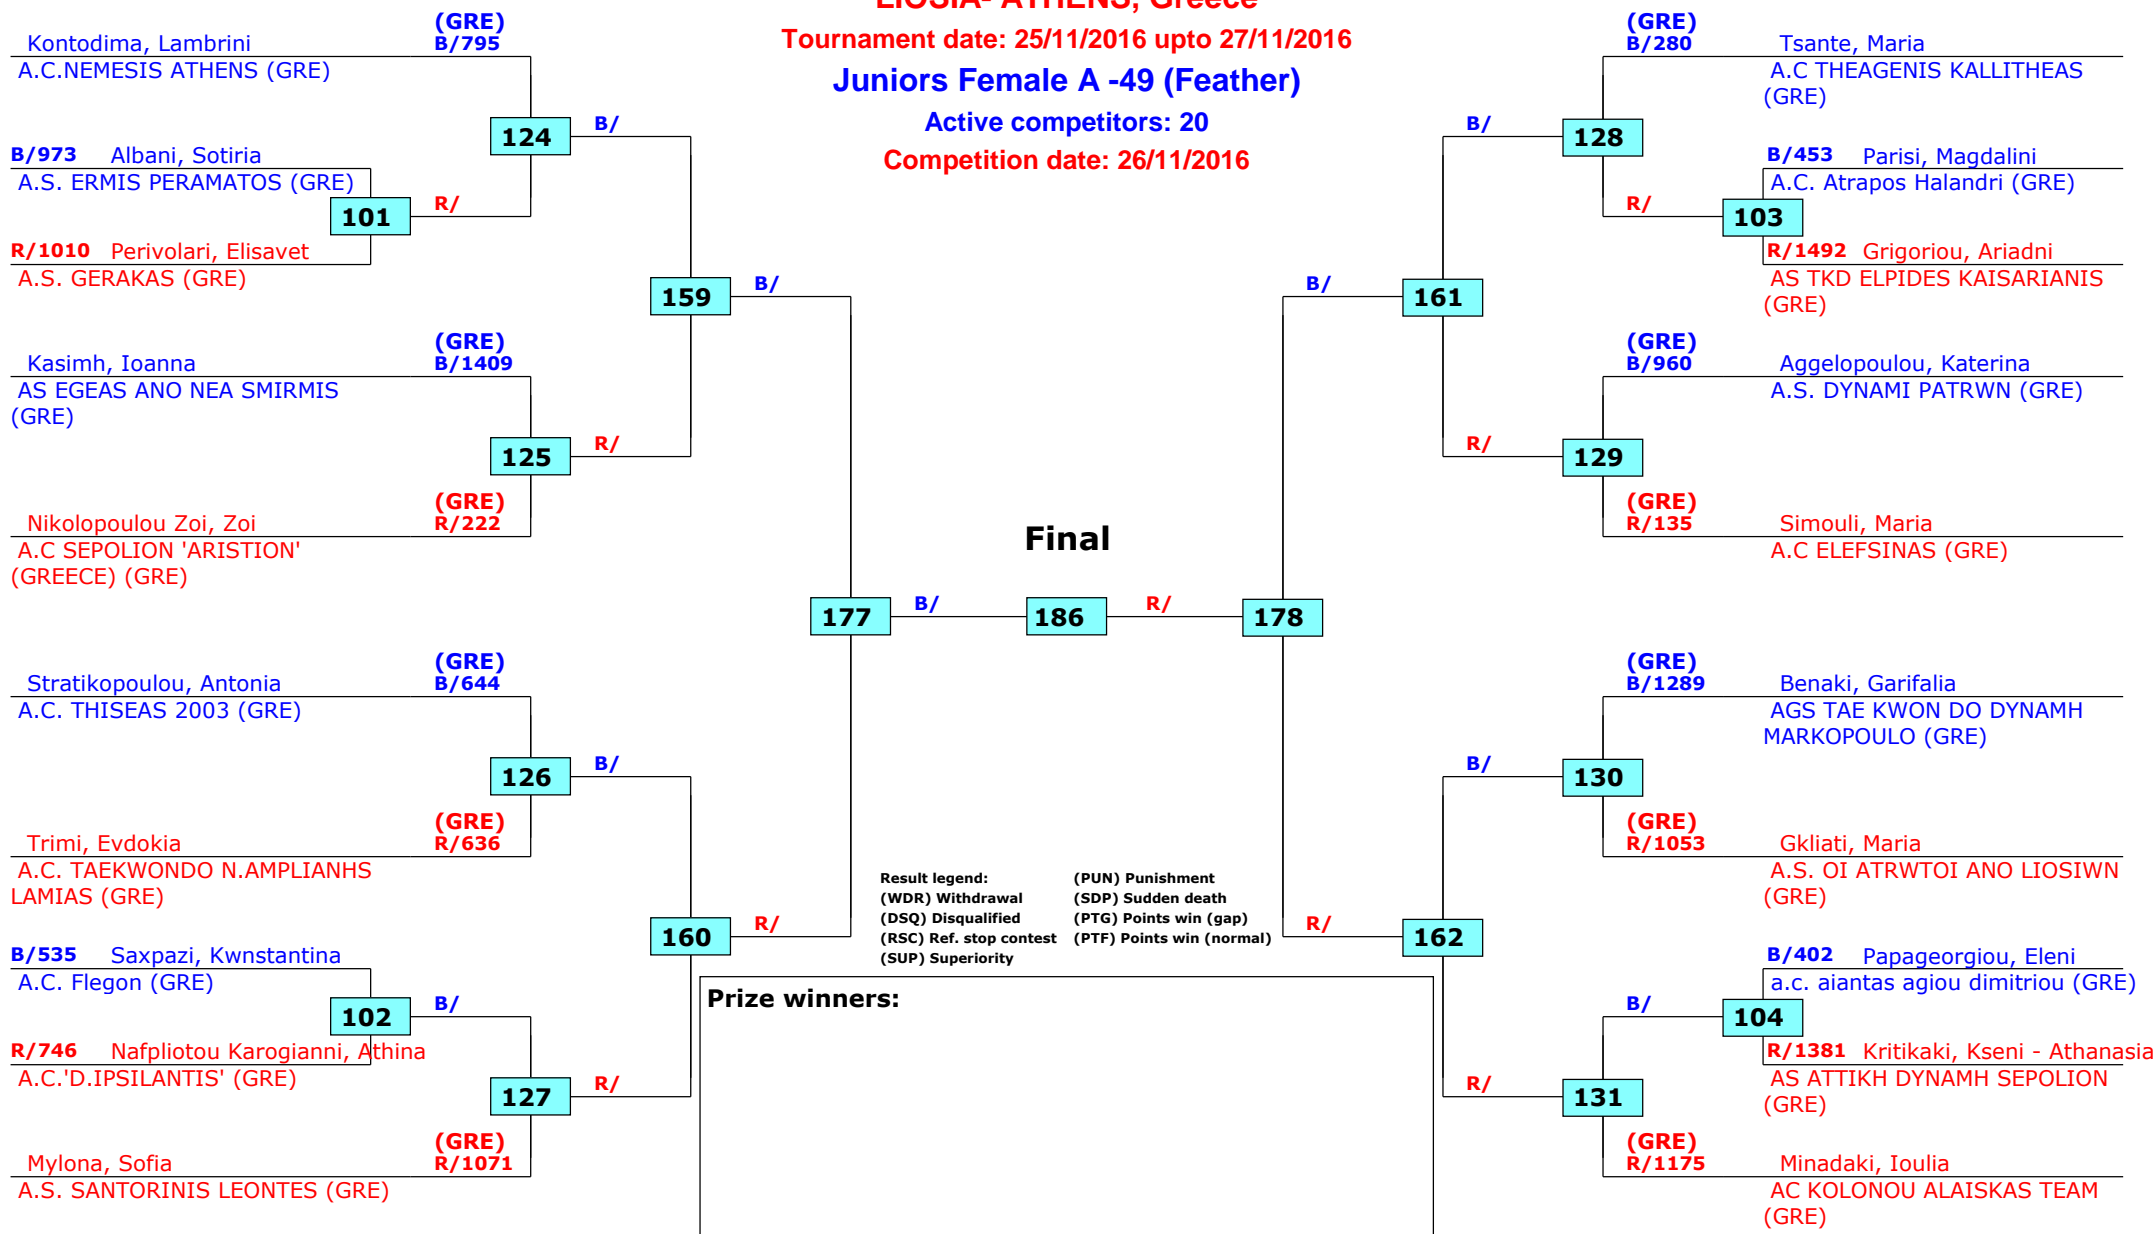 LIOSIA- ATHENS, Greece
Tournament date: 25/11/2016 upto 27/11/2016
Juniors Female A -49 (Feather)
Active competitors: 20
Competition date: 26/11/2016
(GRE)
Kontodima, Lambrini B/795
A.C.NEMESIS ATHENS (GRE)
124
B/
B/973 Albani, Sotiria
A.S. ERMIS PERAMATOS (GRE)
101
R/
R/1010 Perivolari, Elisavet
A.S. GERAKAS (GRE)
159
B/
(GRE)
Kasimh, Ioanna B/1409
AS EGEAS ANO NEA SMIRMIS
(GRE)
125
R/
(GRE)
Nikolopoulou Zoi, Zoi R/222
A.C SEPOLION 'ARISTION'
(GREECE) (GRE)
177
B/
(GRE)
Stratikopoulou, Antonia B/644
A.C. THISEAS 2003 (GRE)
126
B/
(GRE)
Trimi, Evdokia R/636
A.C. TAEKWONDO N.AMPLIANHS
LAMIAS (GRE)
160
R/
B/535 Saxpazi, Kwnstantina
A.C. Flegon (GRE)
102
B/
R/746 Nafpliotou Karogianni, Athina
A.C.'D.IPSILANTIS' (GRE)
127
R/
(GRE)
Mylona, Sofia R/1071
A.S. SANTORINIS LEONTES (GRE)
Final
186
R/
178
(GRE)
B/280 Tsante, Maria
A.C THEAGENIS KALLITHEAS
(GRE)
B/
128
B/453 Parisi, Magdalini
A.C. Atrapos Halandri (GRE)
R/
103
R/1492 Grigoriou, Ariadni
AS TKD ELPIDES KAISARIANIS
(GRE)
B/
161
(GRE)
B/960 Aggelopoulou, Katerina
A.S. DYNAMI PATRWN (GRE)
R/
129
(GRE)
R/135 Simouli, Maria
A.C ELEFSINAS (GRE)
(GRE)
B/1289 Benaki, Garifalia
AGS TAE KWON DO DYNAMH
MARKOPOULO (GRE)
B/
130
(GRE)
R/1053 Gkliati, Maria
A.S. OI ATRWTOI ANO LIOSIWN
(GRE)
R/
162
B/402 Papageorgiou, Eleni
a.c. aiantas agiou dimitriou (GRE)
B/
104
R/1381 Kritikaki, Kseni - Athanasia
AS ATTIKH DYNAMH SEPOLION
(GRE)
R/
131
(GRE)
R/1175 Minadaki, Ioulia
AC KOLONOU ALAISKAS TEAM
(GRE)
Result legend: (PUN) Punishment
(WDR) Withdrawal (SDP) Sudden death
(DSQ) Disqualified (PTG) Points win (gap)
(RSC) Ref. stop contest (PTF) Points win (normal)
(SUP) Superiority
Prize winners: